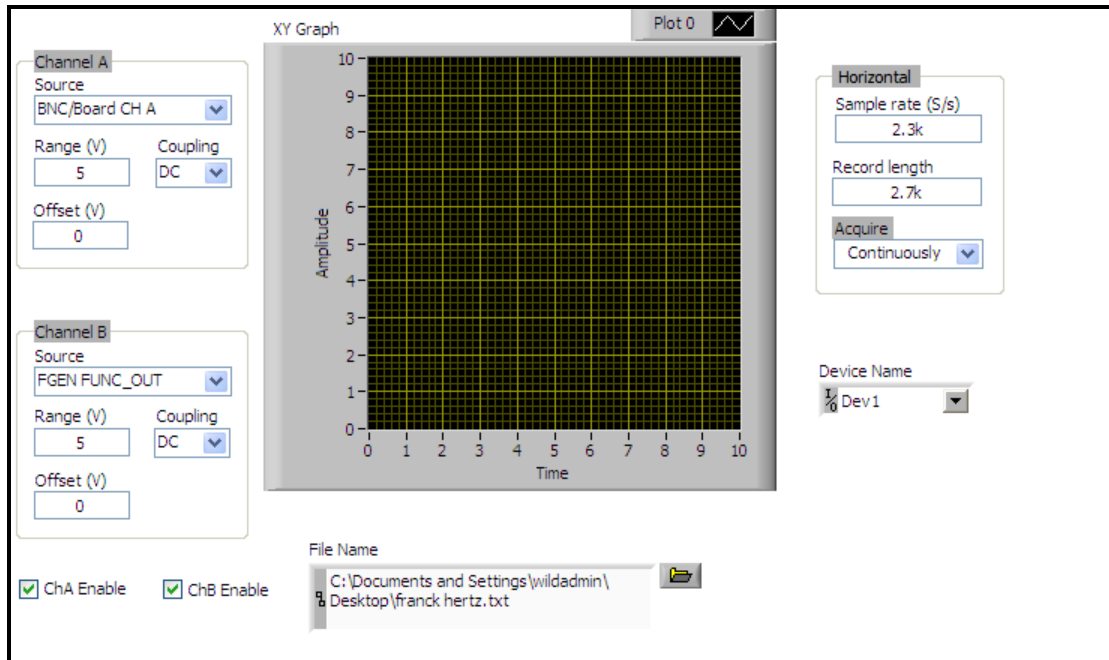 XY Graph
Plot 0
Channel A
Source
BNC/Board CH A
Range (V)
Coupling
5
DC
Offset (V)
0
Channel B
Source
FGEN FUNC_OUT
Range (V)
Coupling
5
DC
Offset (V)
0
ChA Enable
ChB Enable
Amplitude
10
9
8
7
6
5
4
3
2
1
0
0 1 2 3 4 5 6 7 8 9 10
Time
File Name
C:\Documents and Settings\wildadmin\
Desktop\franck hertz.txt
Horizontal
Sample rate (S/s)
2.3k
Record length
2.7k
Acquire
Continuously
Device Name
I/0 Dev1